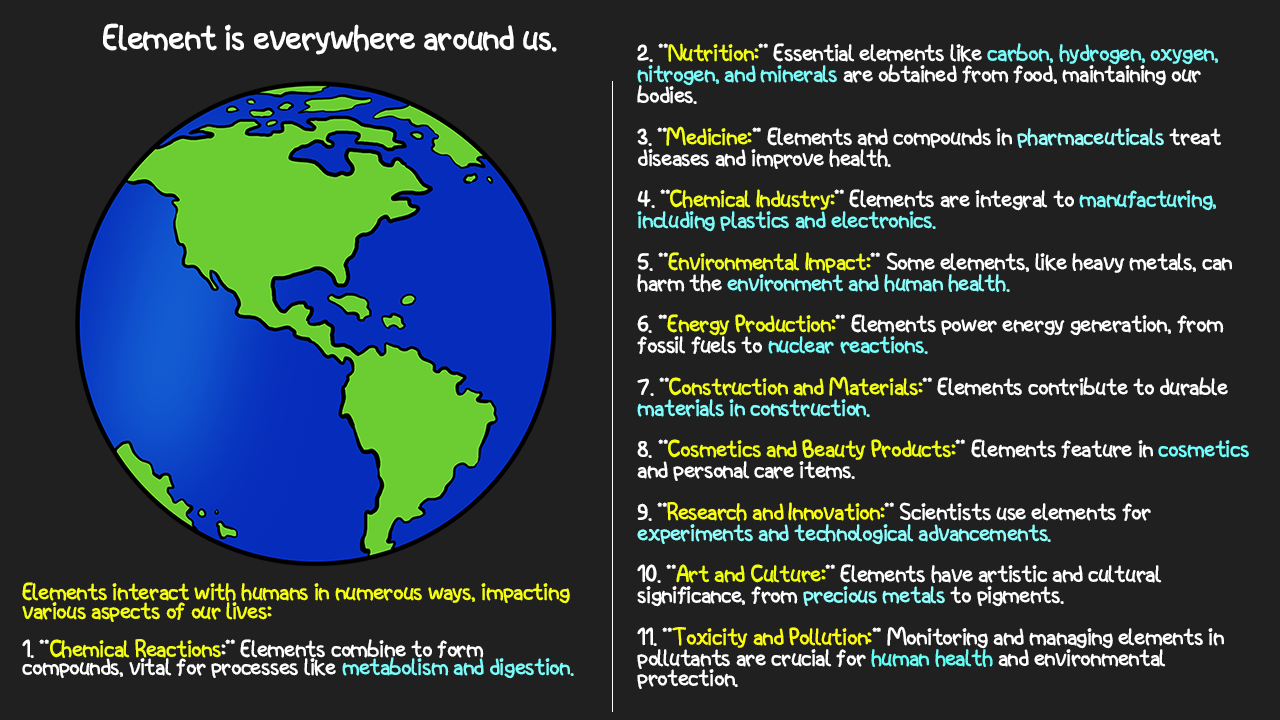 Element is everywhere around us.
Elements interact with humans in numerous ways, impacting
various aspects of our lives:
1. "Chemical Reactions:" Elements combine to form
compounds, vital for processes like metabolism and digestion.
2. "Nutrition:" Essential elements like carbon, hydrogen, oxygen,
nitrogen, and minerals are obtained from food, maintaining our
bodies.
3. "Medicine:" Elements and compounds in pharmaceuticals treat
diseases and improve health.
4. "Chemical Industry:" Elements are integral to manufacturing,
including plastics and electronics.
5. "Environmental Impact:" Some elements, like heavy metals, can
harm the environment and human health.
6. "Energy Production:" Elements power energy generation, from
fossil fuels to nuclear reactions.
7. "Construction and Materials:" Elements contribute to durable
materials in construction.
8. "Cosmetics and Beauty Products:" Elements feature in cosmetics
and personal care items.
9. "Research and Innovation:" Scientists use elements for
experiments and technological advancements.
10. "Art and Culture:" Elements have artistic and cultural
significance, from precious metals to pigments.
11. "Toxicity and Pollution:" Monitoring and managing elements in
pollutants are crucial for human health and environmental
protection.